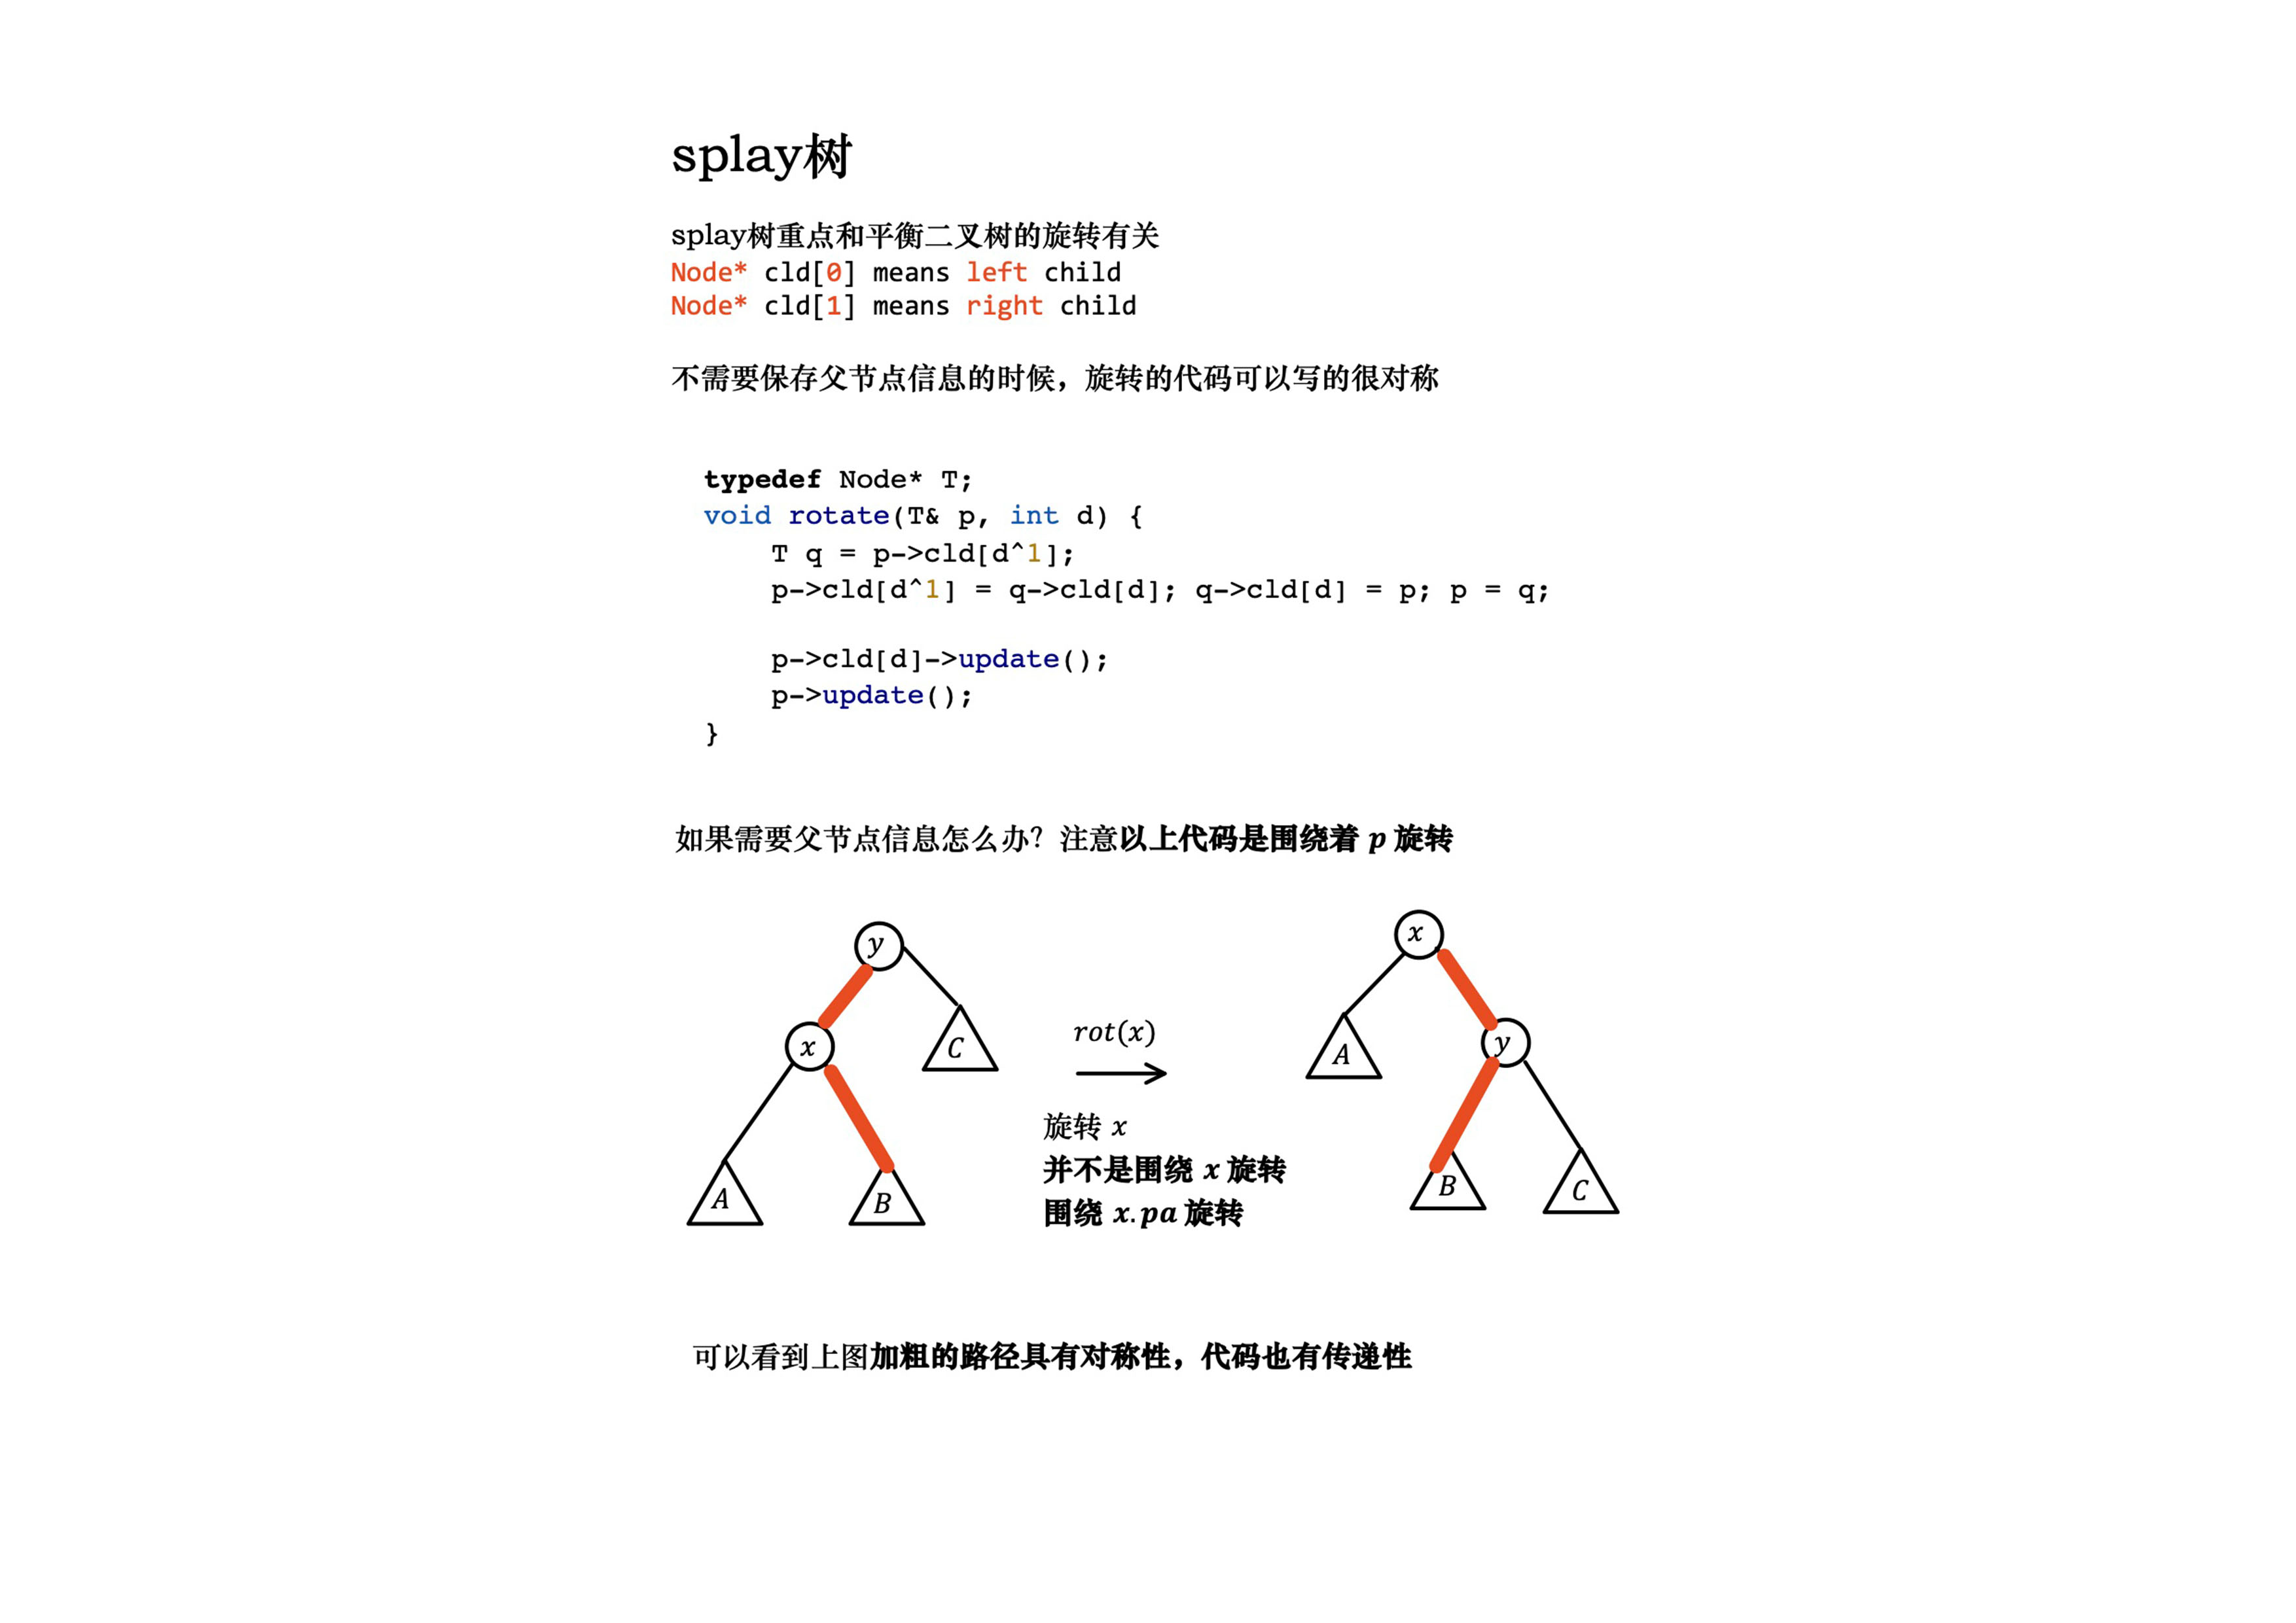 splay树
splay树重点和平衡二叉树的旋转有关
Node* cld[0] means left child
Node* cld[1] means right child
不需要保存父节点信息的时候，旋转的代码可以写的很对称
typedef Node* T;
void rotate(T& p, int d) {
T q = p->cld[d^1];
p->cld[d^1] = q->cld[d]; q->cld[d] = p; p = q;
p->cld[d]->update();
p->update();
}
如果需要父节点信息怎么办？注意以上代码是围绕着 p 旋转
y
x
C
A
B
rot(x)
旋转 x
并不是围绕 x 旋转
围绕 x.pa 旋转
x
A
y
B
C
可以看到上图加粗的路径具有对称性，代码也有传递性